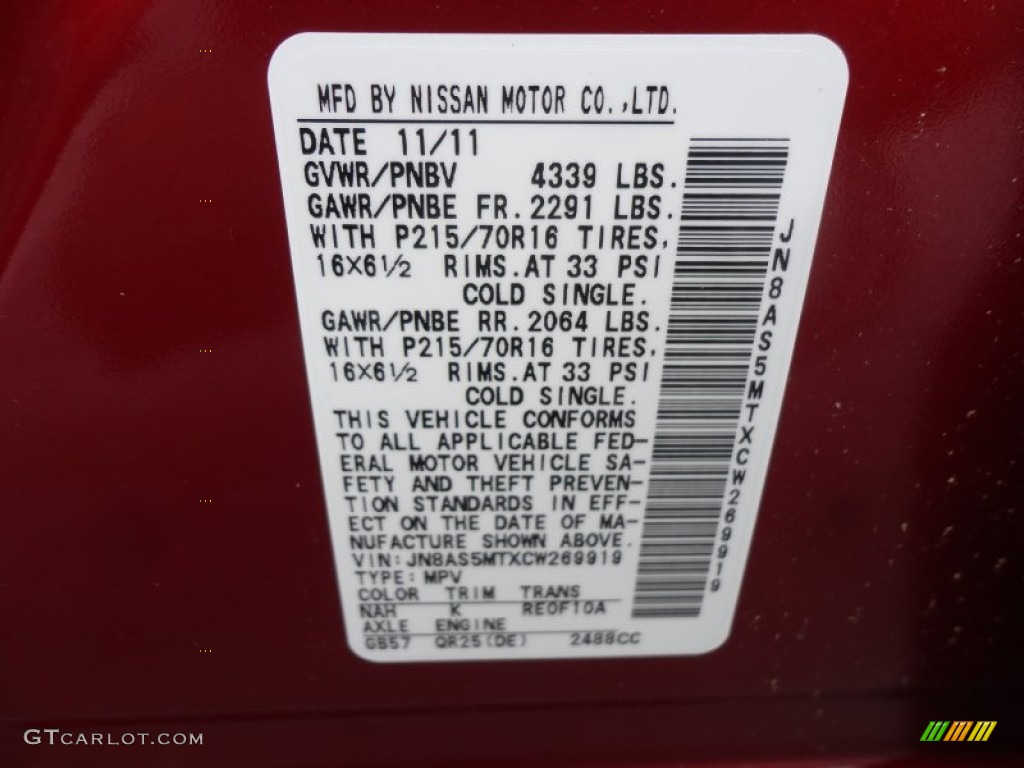 MFD BY NISSAN MOTOR CO.,LTD.
DATE 11/11
GVWR/PNBV 4339 LBS.
GAWR/PNBE FR. 2291 LBS.
WITH P215/70R16 TIRES,
16X6½ RIMS. AT 33 PSI
COLD SINGLE.
GAWR/PNBE RR. 2064 LBS.
WITH P215/70R16 TIRES,
16X6½ RIMS. AT 33 PSI
COLD SINGLE.
THIS VEHICLE CONFORMS
TO ALL APPLICABLE FED-
ERAL MOTOR VEHICLE SA-
FETY AND THEFT PREVEN-
TION STANDARDS IN EFF-
ECT ON THE DATE OF MA-
NUFACTURE SHOWN ABOVE.
VIN: JN8AS5MTXCW269919
TYPE: MPV
COLOR TRIM TRANS
NAH K RE0F10A
AXLE ENGINE
GB57 QR25(DE) 2488CC
JN8AS5MTXCW269919
GTCARLOT.COM